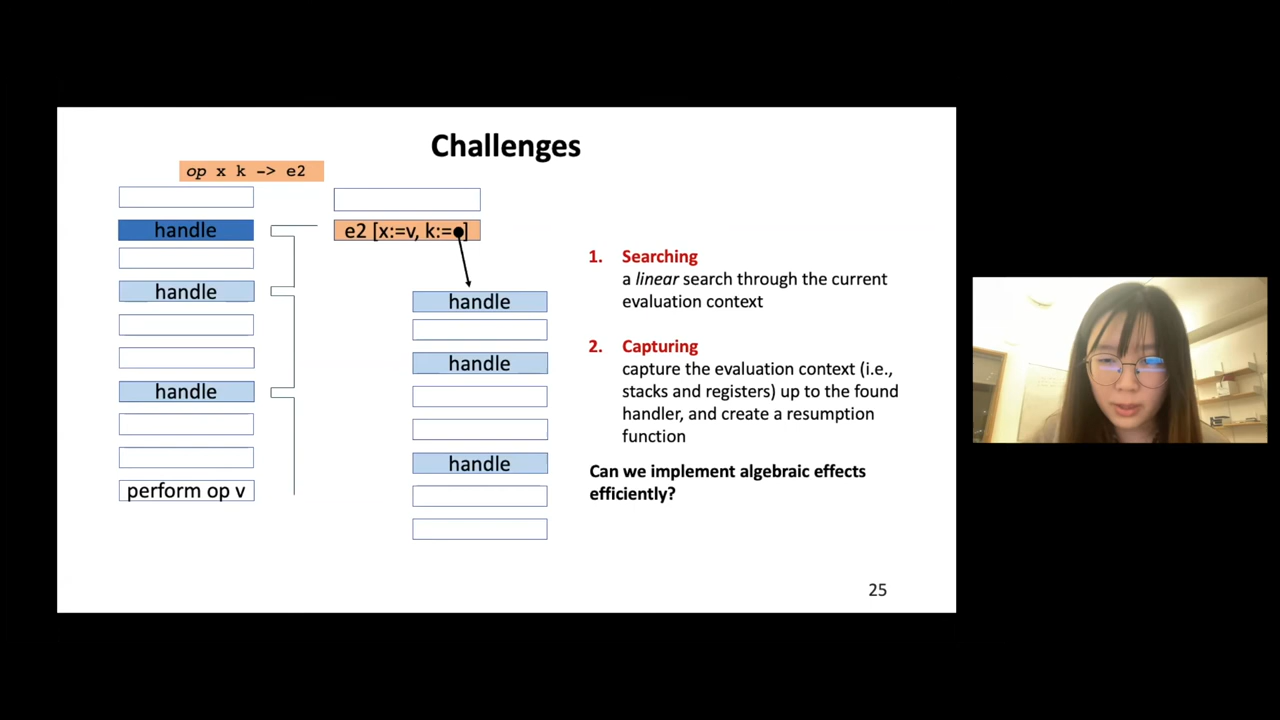 Challenges
op x k -> e2
handle
handle
handle
perform op v
e2 [x:=v, k:=●]
handle
handle
handle
1. Searching
a linear search through the current
evaluation context
2. Capturing
capture the evaluation context (i.e.,
stacks and registers) up to the found
handler, and create a resumption
function
Can we implement algebraic effects
efficiently?
25